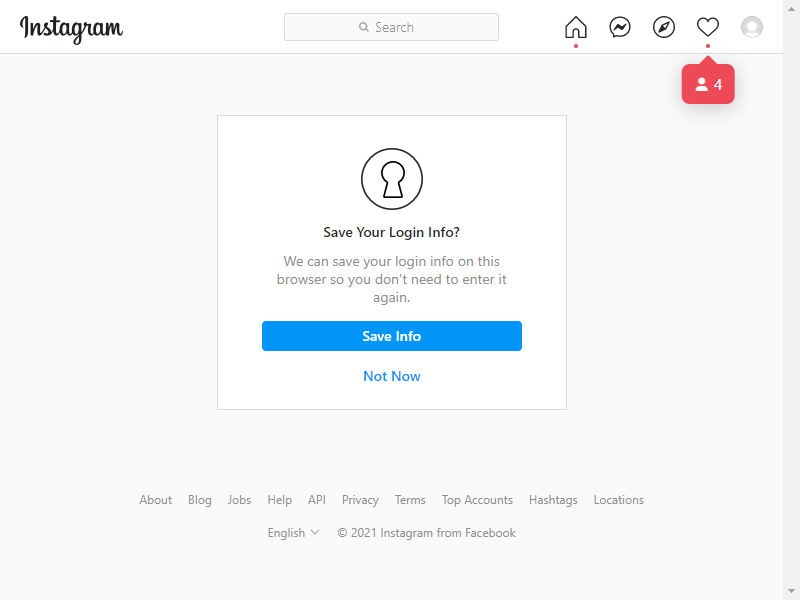 Instagram
Search
4
Save Your Login Info?
We can save your login info on this
browser so you don't need to enter it
again.
Save Info
Not Now
About Blog Jobs Help API Privacy Terms Top Accounts Hashtags Locations
English © 2021 Instagram from Facebook